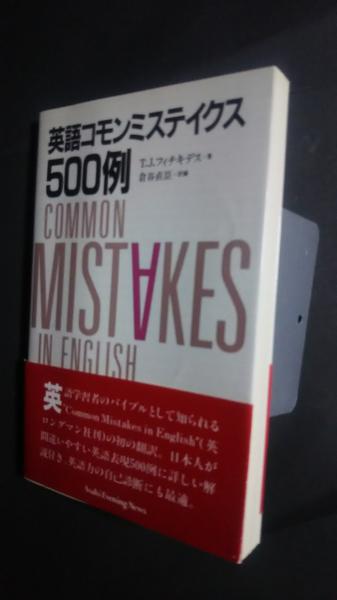 英語コモンミステイクス
500例
T.J.フィチキデス・著
倉谷直臣・訳編
COMMON
MISTAKES
IN ENGLISH
英語学習者のバイブルとして知られる
"Common Mistakes in English"(英
ロングマン社刊)の初の翻訳。日本人が
間違いやすい英語表現500例に詳しい解
説付き。英語力の自己診断にも最適。
Asahi Evening News